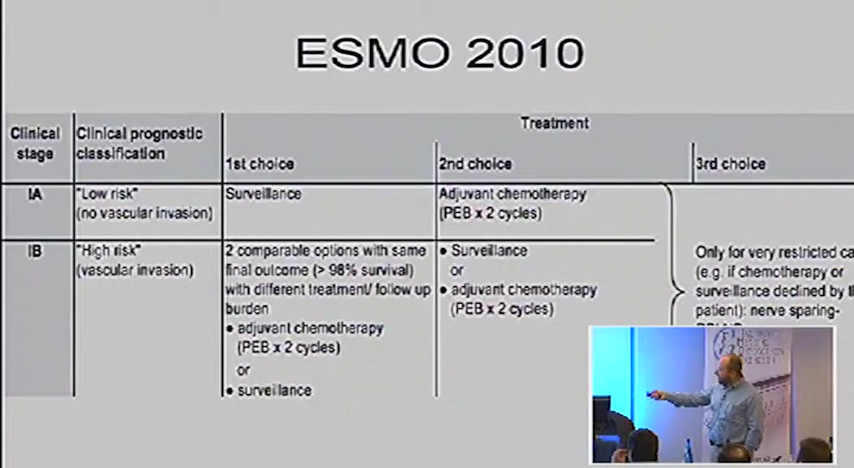 ESMO 2010
Clinical stage
Clinical prognostic classification
Treatment
1st choice
2nd choice
3rd choice
IA
"Low risk"
(no vascular invasion)
Surveillance
Adjuvant chemotherapy
(PEB x 2 cycles)
IB
"High risk"
(vascular invasion)
2 comparable options with same
final outcome (> 98% survival)
with different treatment/ follow up
burden
● adjuvant chemotherapy
(PEB x 2 cycles)
or
● surveillance
● Surveillance
or
● adjuvant chemotherapy
(PEB x 2 cycles)
Only for very restricted
(e.g. if chemotherapy or
surveillance declined by
patient): nerve sparing-